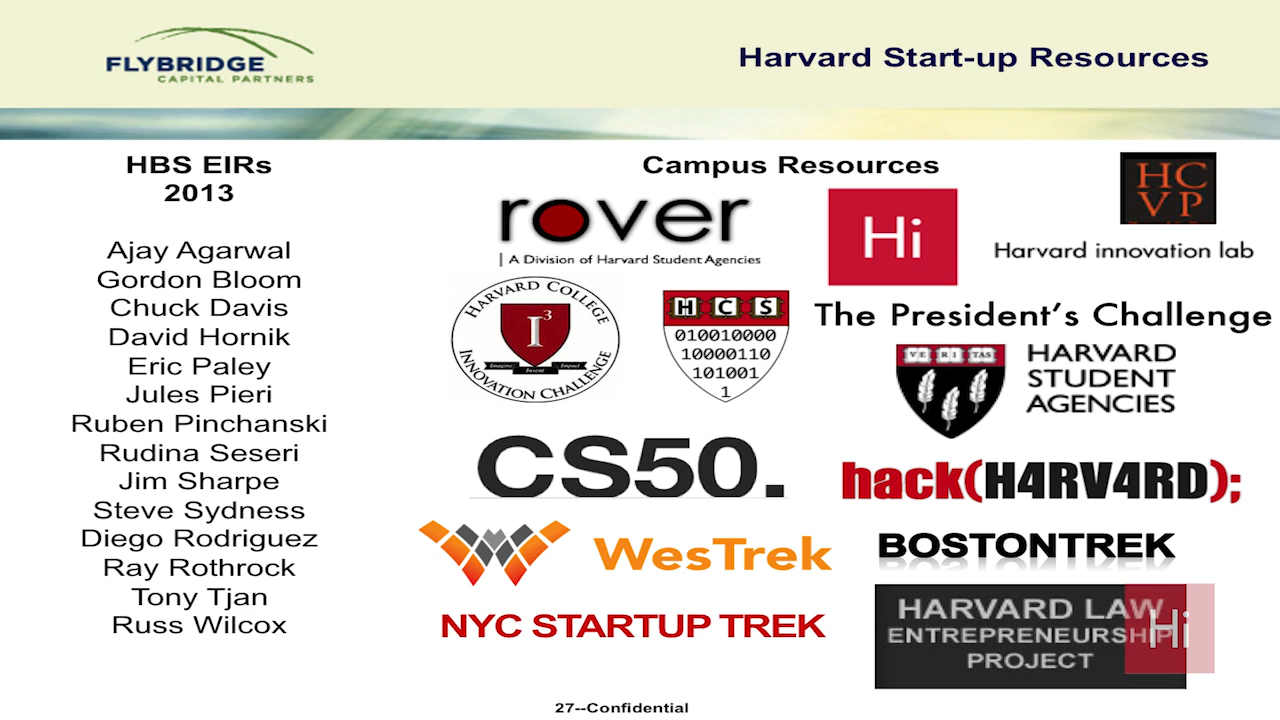 FLYBRIDGE
CAPITAL PARTNERS
Harvard Start-up Resources
HBS EIRs
2013
Ajay Agarwal
Gordon Bloom
Chuck Davis
David Hornik
Eric Paley
Jules Pieri
Ruben Pinchanski
Rudina Seseri
Jim Sharpe
Steve Sydness
Diego Rodriguez
Ray Rothrock
Tony Tjan
Russ Wilcox
Campus Resources
rover
A Division of Harvard Student Agencies
Hi
HC
VP
Harvard innovation lab
HARVARD COLLEGE
I3
Imagine Invent Impact
INNOVATION CHALLENGE
H C S
010010000
10000110
101001
1
The President's Challenge
VE RI TAS
HARVARD
STUDENT
AGENCIES
CS50.
hack(H4RV4RD);
WesTrek
BOSTONTREK
NYC STARTUP TREK
HARVARD LAW
ENTREPRENEURSHIP
PROJECT
Hi
27--Confidential